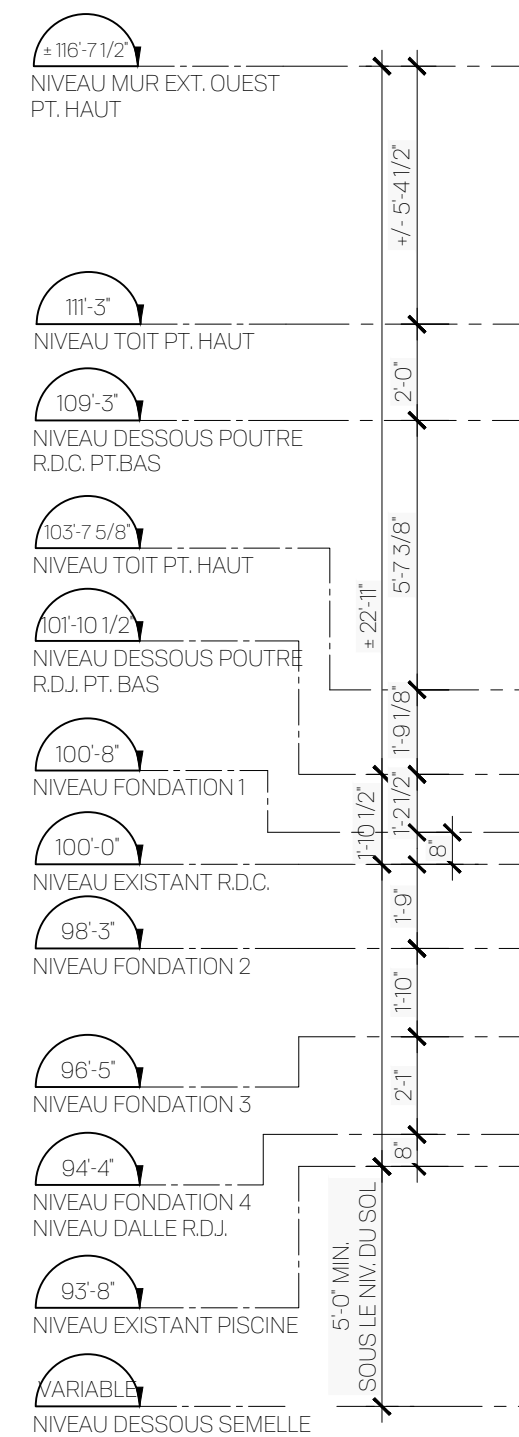 ± 116'-7 1/2"
NIVEAU MUR EXT. OUEST
PT. HAUT
+/- 5'-4 1/2"
111'-3"
NIVEAU TOIT PT. HAUT
2'-0"
109'-3"
NIVEAU DESSOUS POUTRE
R.D.C. PT.BAS
103'-7 5/8"
NIVEAU TOIT PT. HAUT
5'-7 3/8"
± 22'-11"
101'-10 1/2"
NIVEAU DESSOUS POUTRE
R.D.J. PT. BAS
1'-9 1/8"
100'-8"
NIVEAU FONDATION 1
1'-10 1/2"
1'-2 1/2"
8"
100'-0"
NIVEAU EXISTANT R.D.C.
1'-9"
98'-3"
NIVEAU FONDATION 2
1'-10"
96'-5"
NIVEAU FONDATION 3
2'-1"
94'-4"
NIVEAU FONDATION 4
NIVEAU DALLE R.D.J.
8"
93'-8"
NIVEAU EXISTANT PISCINE
5'-0" MIN.
SOUS LE NIV. DU SOL
VARIABLE
NIVEAU DESSOUS SEMELLE